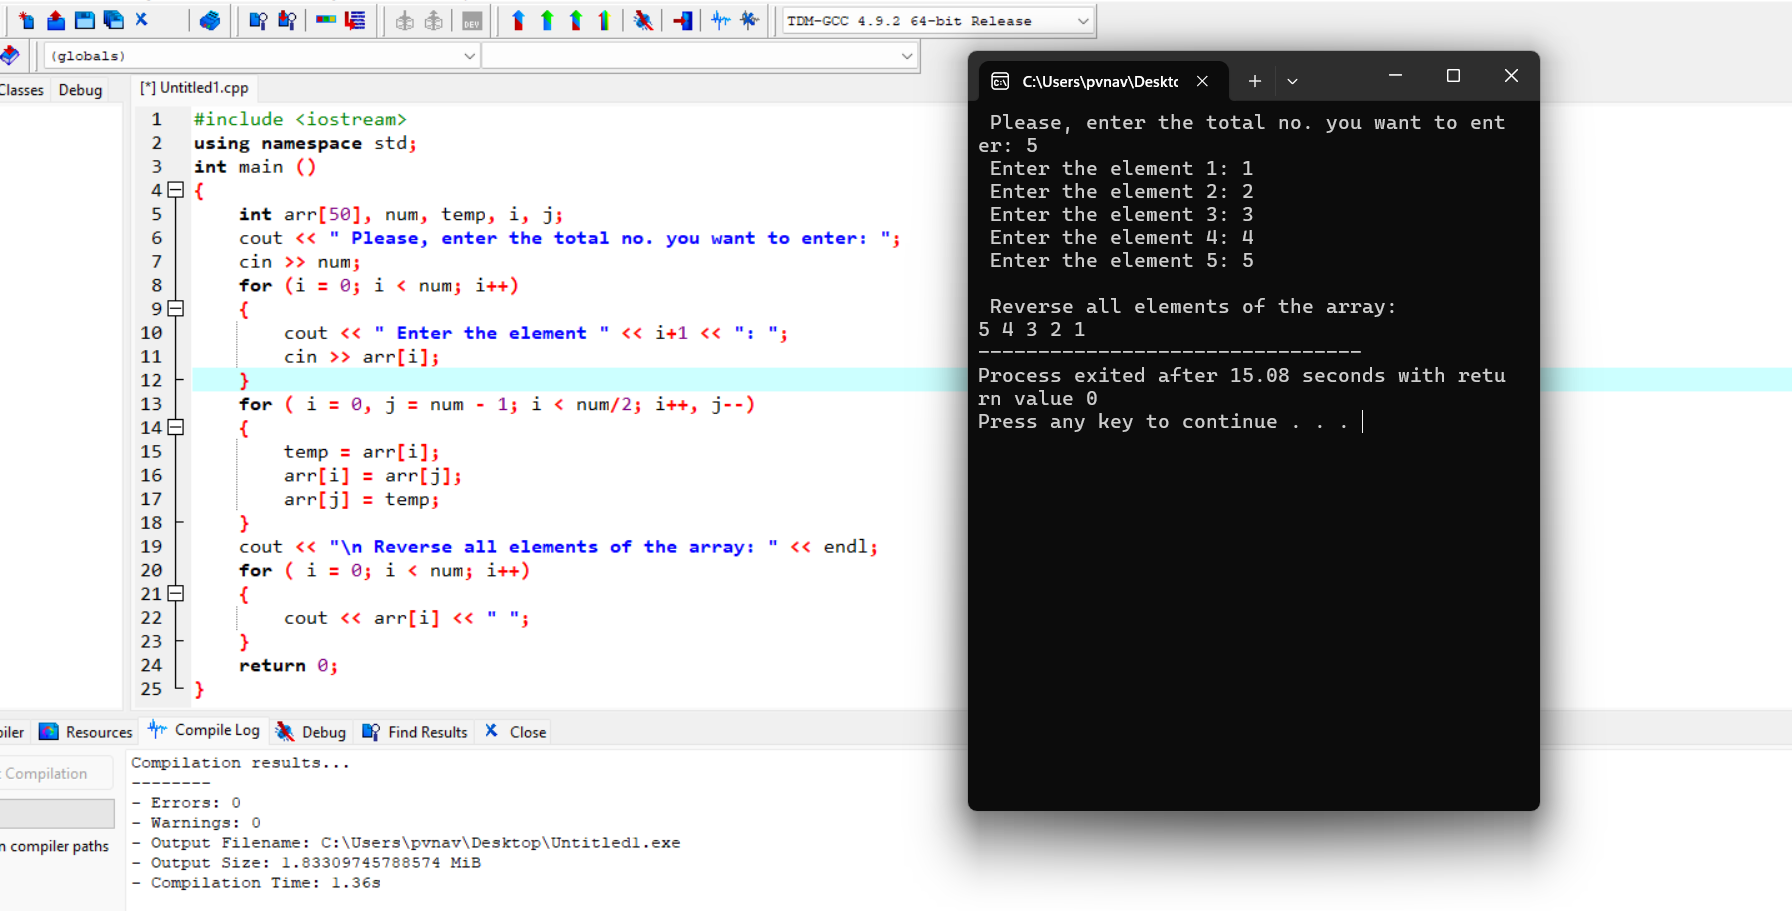 DEV
TDM-GCC 4.9.2 64-bit Release
(globals)
Classes Debug
[*] Untitled1.cpp
1 #include <iostream>
2 using namespace std;
3 int main ()
4 {
5 int arr[50], num, temp, i, j;
6 cout << " Please, enter the total no. you want to enter: ";
7 cin >> num;
8 for (i = 0; i < num; i++)
9 {
10 cout << " Enter the element " << i+1 << ": ";
11 cin >> arr[i];
12 }
13 for ( i = 0, j = num - 1; i < num/2; i++, j--)
14 {
15 temp = arr[i];
16 arr[i] = arr[j];
17 arr[j] = temp;
18 }
19 cout << "\n Reverse all elements of the array: " << endl;
20 for ( i = 0; i < num; i++)
21 {
22 cout << arr[i] << " ";
23 }
24 return 0;
25 }
C:\Users\pvnav\Deskto
Please, enter the total no. you want to ent
er: 5
Enter the element 1: 1
Enter the element 2: 2
Enter the element 3: 3
Enter the element 4: 4
Enter the element 5: 5
Reverse all elements of the array:
5 4 3 2 1
--------------------------------
Process exited after 15.08 seconds with retu
rn value 0
Press any key to continue . . .
piler Resources Compile Log Debug Find Results Close
Compilation
n compiler paths
Compilation results...
--------
- Errors: 0
- Warnings: 0
- Output Filename: C:\Users\pvnav\Desktop\Untitled1.exe
- Output Size: 1.83309745788574 MiB
- Compilation Time: 1.36s